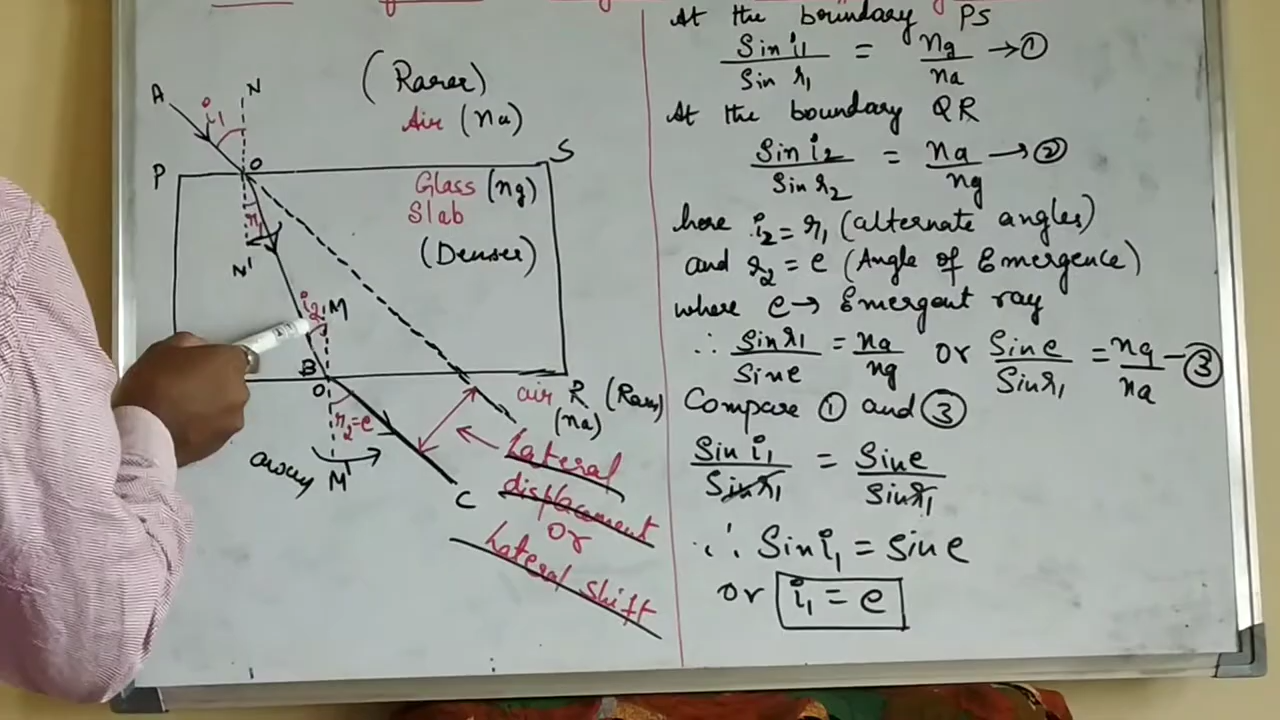 (Rarer)
Air (na)
A
N
i1
O
P
S
Glass (ng)
Slab
(Denser)
r1
N'
i2
M
B
O
air R (Rarer)
(na)
r2=e
away
M'
C
Lateral
displacement
or
Lateral shift
At the boundary PS
Sin i1 / Sin r1 = ng / na → ①
At the boundary QR
Sin i2 / Sin r2 = na / ng → ②
here i2 = r1 (alternate angles)
and r2 = e (Angle of Emergence)
where e → Emergent ray
∴ Sin r1 / Sin e = na / ng or Sin e / Sin r1 = ng / na – ③
Compare ① and ③
Sin i1 / Sin r1 = Sin e / Sin r1
∴ Sin i1 = Sin e
or i1 = e